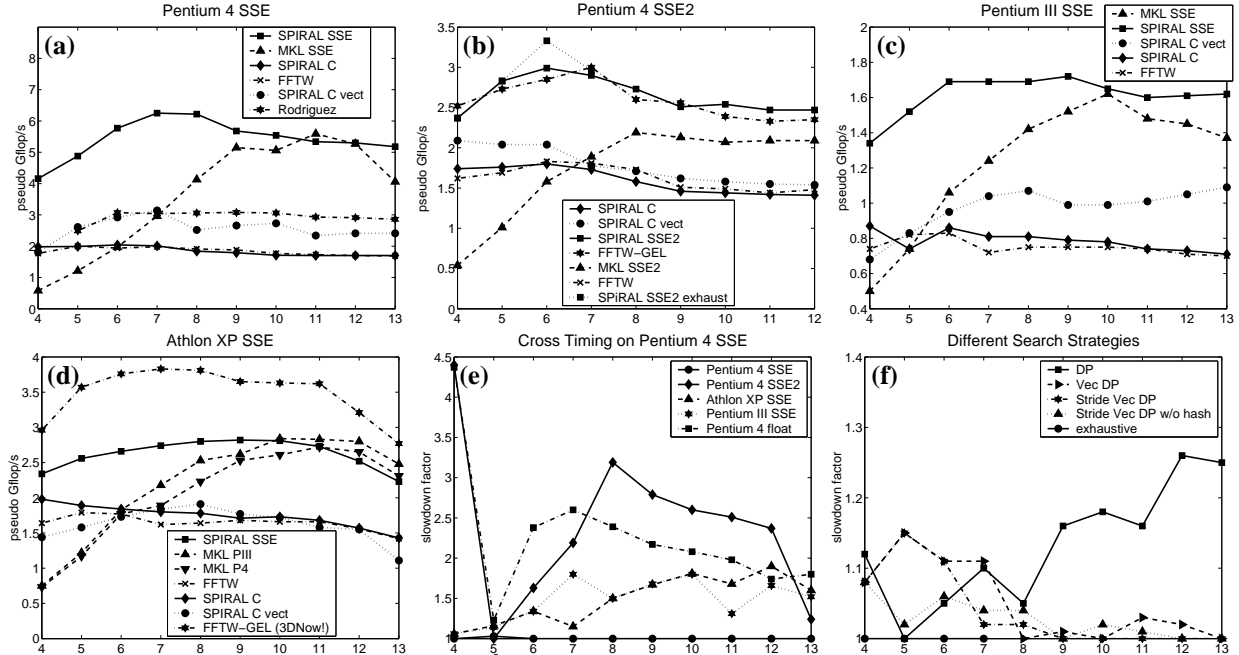 Pentium 4 SSE
(a)
pseudo Gflop/s
SPIRAL SSE
MKL SSE
SPIRAL C
FFTW
SPIRAL C vect
Rodriguez
0 1 2 3 4 5 6 7 8
4 5 6 7 8 9 10 11 12 13
Pentium 4 SSE2
(b)
pseudo Gflop/s
SPIRAL C
SPIRAL C vect
SPIRAL SSE2
FFTW-GEL
MKL SSE2
FFTW
SPiRAL SSE2 exhaust
0 0.5 1 1.5 2 2.5 3 3.5
4 5 6 7 8 9 10 11 12 13
Pentium III SSE
(c)
pseudo Gflop/s
MKL SSE
SPIRAL SSE
SPIRAL C vect
SPIRAL C
FFTW
0.4 0.6 0.8 1 1.2 1.4 1.6 1.8 2
4 5 6 7 8 9 10 11 12 13
Athlon XP SSE
(d)
pseudo Gflop/s
SPIRAL SSE
MKL PIII
MKL P4
FFTW
SPIRAL C
SPIRAL C vect
FFTW-GEL (3DNow!)
0 0.5 1 1.5 2 2.5 3 3.5 4
4 5 6 7 8 9 10 11 12 13
Cross Timing on Pentium 4 SSE
(e)
slowdown factor
Pentium 4 SSE
Pentium 4 SSE2
Athlon XP SSE
Pentium III SSE
Pentium 4 float
1 1.5 2 2.5 3 3.5 4 4.5
4 5 6 7 8 9 10 11 12 13
Different Search Strategies
(f)
slowdown factor
DP
Vec DP
Stride Vec DP
Stride Vec DP w/o hash
exhaustive
1 1.1 1.2 1.3 1.4
4 5 6 7 8 9 10 11 12 13